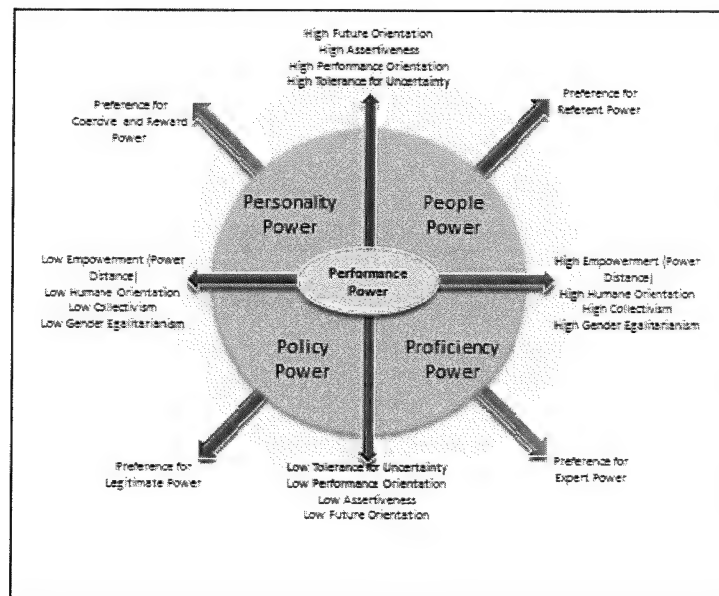 High Future Orientation
High Assertiveness
High Performance Orientation
High Tolerance for Uncertainty
Preference for
Coercive and Reward
Power
Preference for
Referent Power
Personality
Power
People
Power
Low Empowerment (Power
Distance)
Low Humane Orientation
Low Collectivism
Low Gender Egalitarianism
Performance
Power
High Empowerment (Power
Distance)
High Humane Orientation
High Collectivism
High Gender Egalitarianism
Policy
Power
Proficiency
Power
Preference for
Legitimate Power
Low Tolerance for Uncertainty
Low Performance Orientation
Low Assertiveness
Low Future Orientation
Preference for
Expert Power